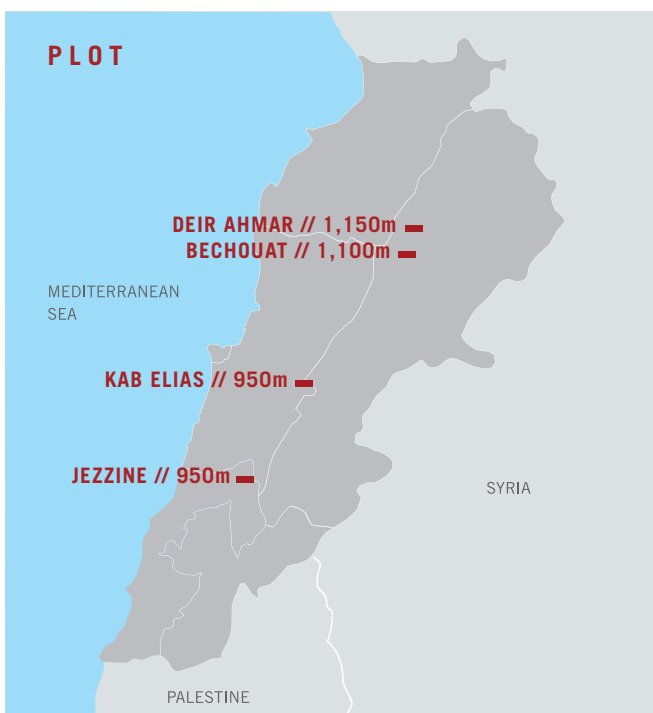 PLOT
DEIR AHMAR // 1,150m
BECHOUAT // 1,100m
MEDITERRANEAN
SEA
KAB ELIAS // 950m
JEZZINE // 950m
SYRIA
PALESTINE